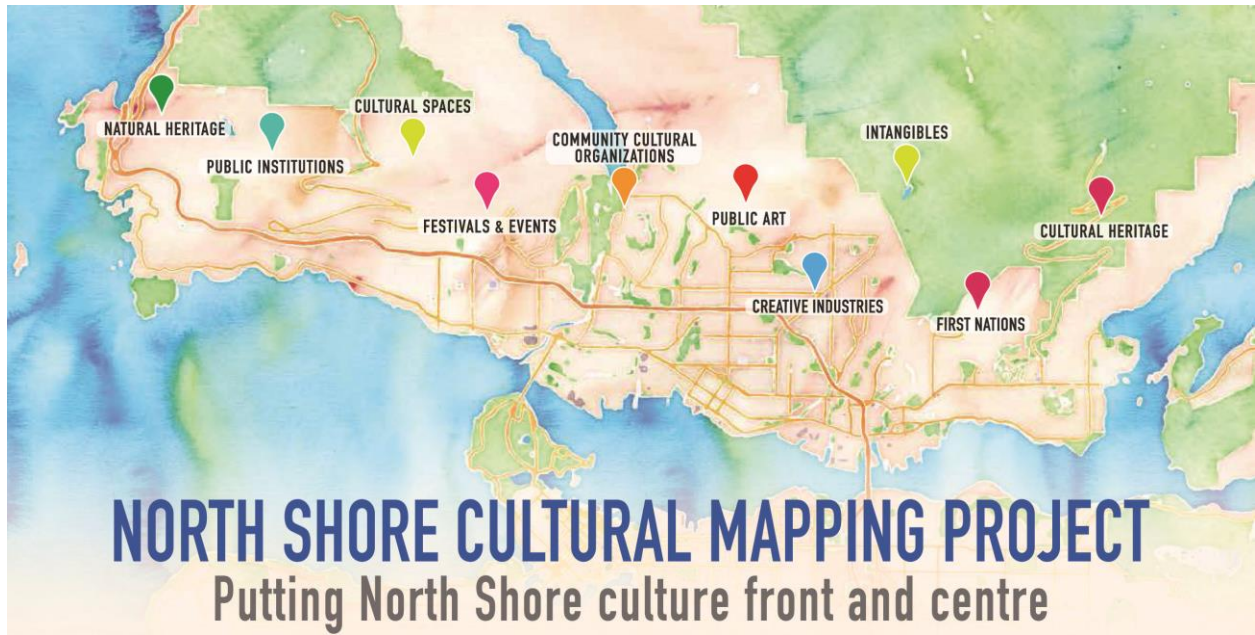 NATURAL HERITAGE
PUBLIC INSTITUTIONS
CULTURAL SPACES
FESTIVALS & EVENTS
COMMUNITY CULTURAL
ORGANIZATIONS
PUBLIC ART
CREATIVE INDUSTRIES
INTANGIBLES
FIRST NATIONS
CULTURAL HERITAGE
NORTH SHORE CULTURAL MAPPING PROJECT
Putting North Shore culture front and centre